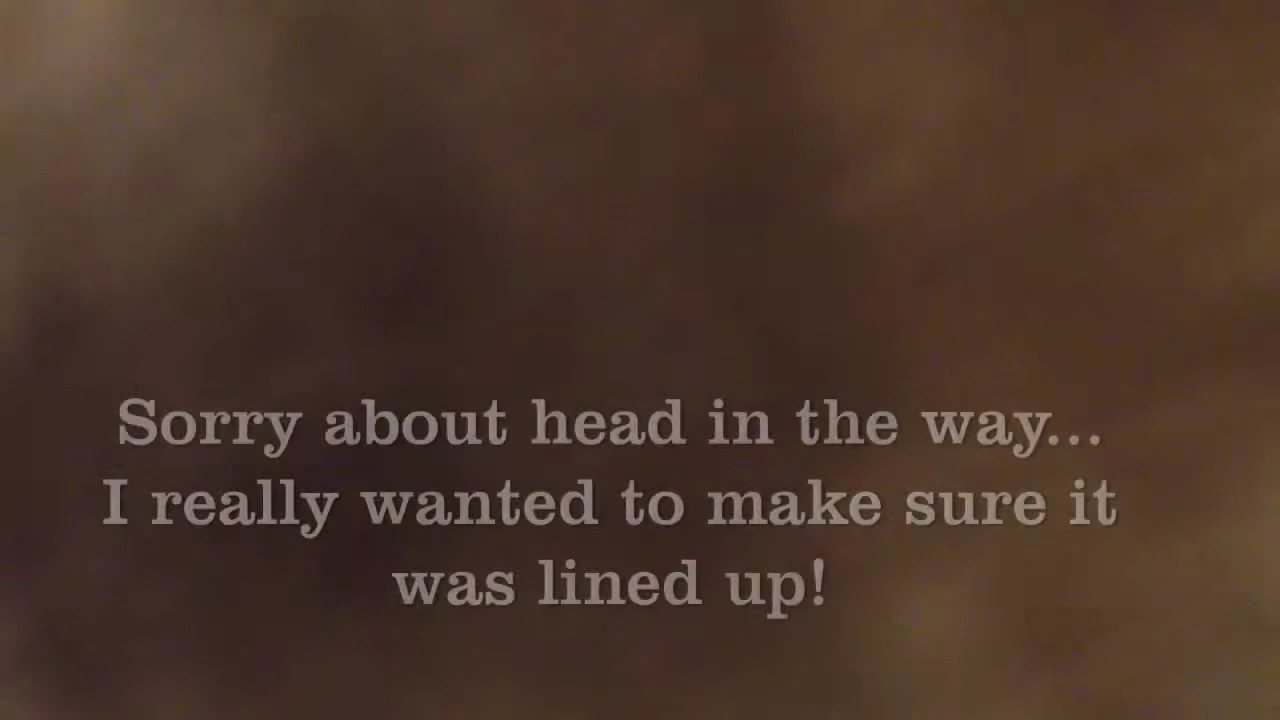 Sorry about head in the way...
I really wanted to make sure it
was lined up!